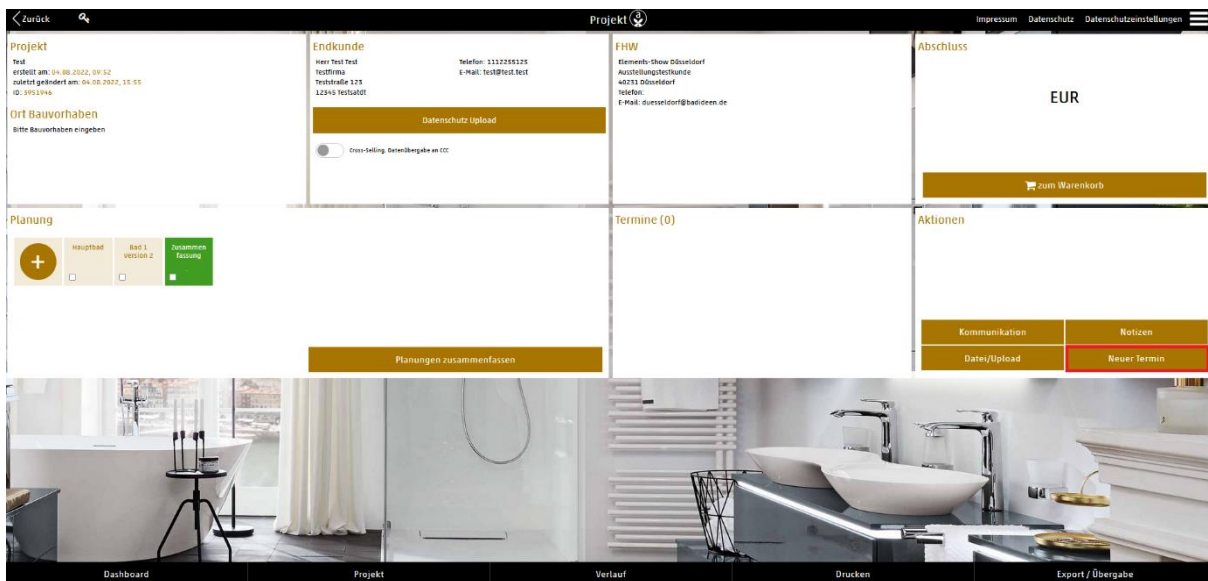 Zurück
Projekt
Impressum Datenschutz Datenschutzeinstellungen
Projekt
Test
erstellt am: 04.08.2022, 09:52
zuletzt geändert am: 04.08.2022, 15:55
ID: 3951946
Ort Bauvorhaben
Bitte Bauvorhaben eingeben
Endkunde
Herr Test Test
Testfirma
Teststraße 123
12345 Testsatdt
Telefon: 1112255125
E-Mail: test@test.test
Datenschutz Upload
Cross-Selling. Datenübergabe an CCC
FHW
Elements-Show Düsseldorf
Ausstellungstestkunde
40231 Düsseldorf
Telefon:
E-Mail: duesseldorf@badideen.de
Abschluss
EUR
zum Warenkorb
Planung
+
Hauptbad
Bad 1
Version 2
Zusammen
fassung
Planungen zusammenfassen
Termine (0)
Aktionen
Kommunikation
Notizen
Datei/Upload
Neuer Termin
Dashboard
Projekt
Verlauf
Drucken
Export / Übergabe